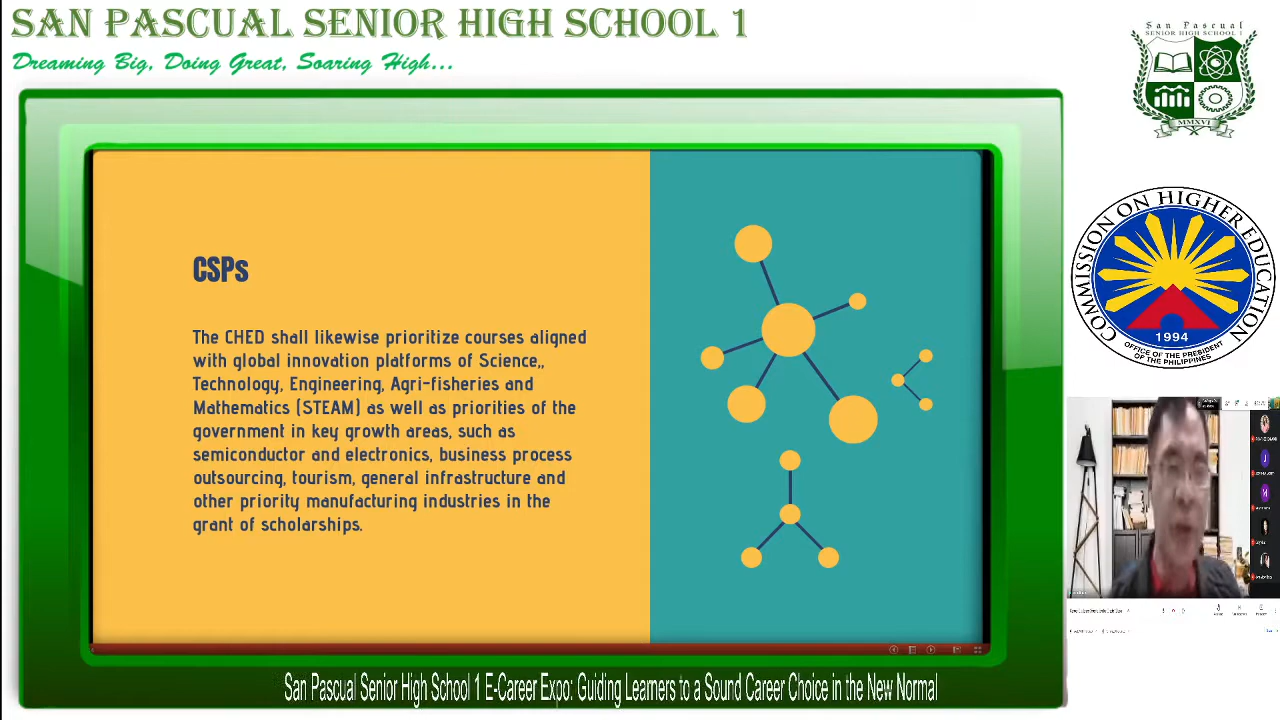 SAN PASCUAL SENIOR HIGH SCHOOL 1
Dreaming Big, Doing Great, Soaring High...
San Pascual
SENIOR HIGH SCHOOL 1
MMXVI
CSPs
The CHED shall likewise prioritize courses aligned
with global innovation platforms of Science,,
Technology, Engineering, Agri-fisheries and
Mathematics (STEAM) as well as priorities of the
government in key growth areas, such as
semiconductor and electronics, business process
outsourcing, tourism, general infrastructure and
other priority manufacturing industries in the
grant of scholarships.
COMMISSION ON HIGHER EDUCATION
1994
OFFICE OF THE PRESIDENT
OF THE PHILIPPINES
San Pascual Senior High School 1 E-Career Expo: Guiding Learners to a Sound Career Choice in the New Normal